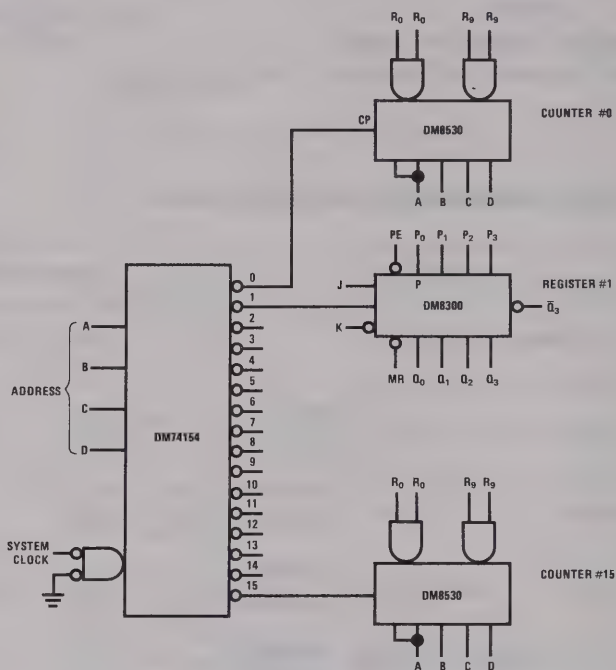 R0 R0 R9 R9
CP DM8530 COUNTER #0
A B C D
PE P0 P1 P2 P3
J P DM8300 REGISTER #1 Q̅3
K
MR Q0 Q1 Q2 Q3
ADDRESS
A
B
C
D
DM74154
0
1
2
3
4
5
6
7
8
9
10
11
12
13
14
15
SYSTEM
CLOCK
R0 R0 R9 R9
DM8530 COUNTER #15
A B C D